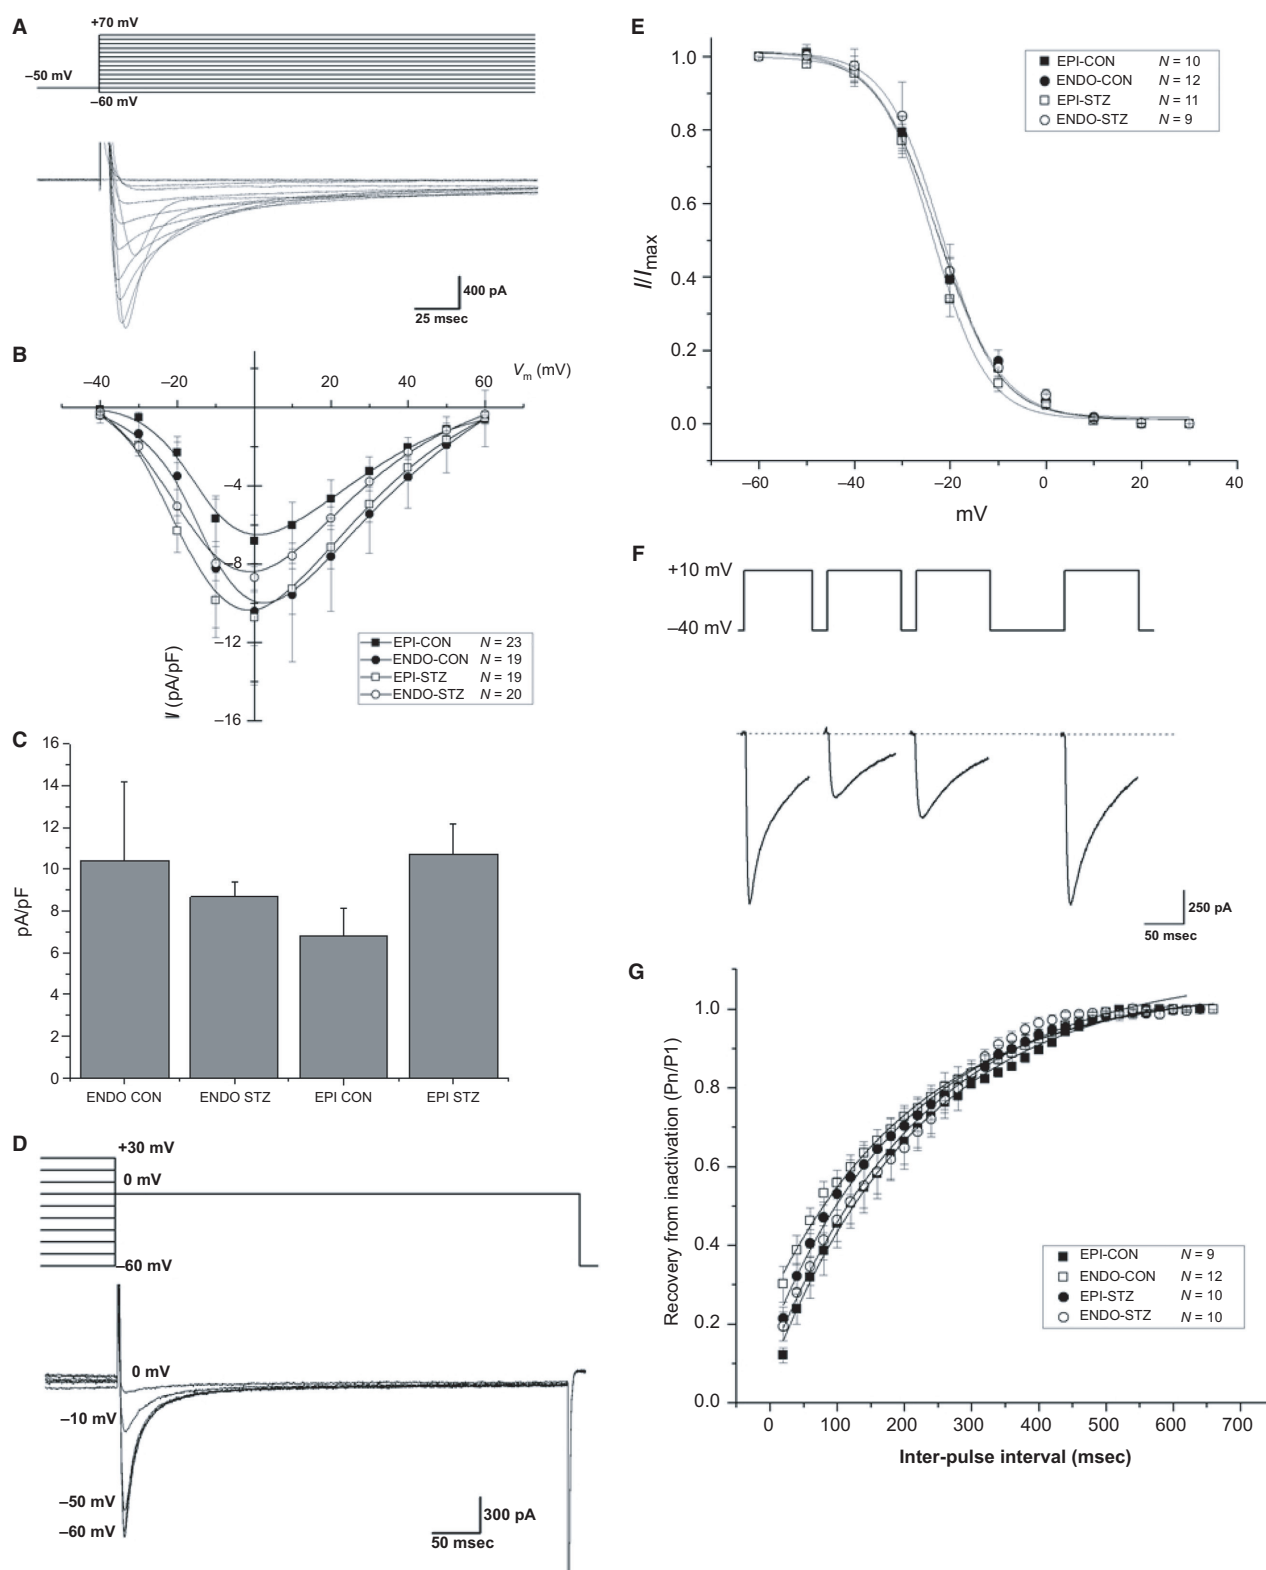 A
+70 mV
–50 mV
–60 mV
400 pA
25 msec
B
Vm (mV)
–40
–20
20
40
60
–4
–8
–12
–16
I/ (pA/pF)
EPI-CON N = 23
ENDO-CON N = 19
EPI-STZ N = 19
ENDO-STZ N = 20
C
16
14
12
10
8
6
4
2
0
pA/pF
ENDO CON
ENDO STZ
EPI CON
EPI STZ
D
+30 mV
0 mV
–60 mV
0 mV
–10 mV
–50 mV
–60 mV
300 pA
50 msec
E
1.0
0.8
0.6
0.4
0.2
0.0
I/Imax
EPI-CON N = 10
ENDO-CON N = 12
EPI-STZ N = 11
ENDO-STZ N = 9
–60
–40
–20
0
20
40
mV
F
+10 mV
–40 mV
250 pA
50 msec
G
1.0
0.8
0.6
0.4
0.2
0.0
Recovery from inactivation (Pn/P1)
EPI-CON N = 9
ENDO-CON N = 12
EPI-STZ N = 10
ENDO-STZ N = 10
0
100
200
300
400
500
600
700
Inter-pulse interval (msec)